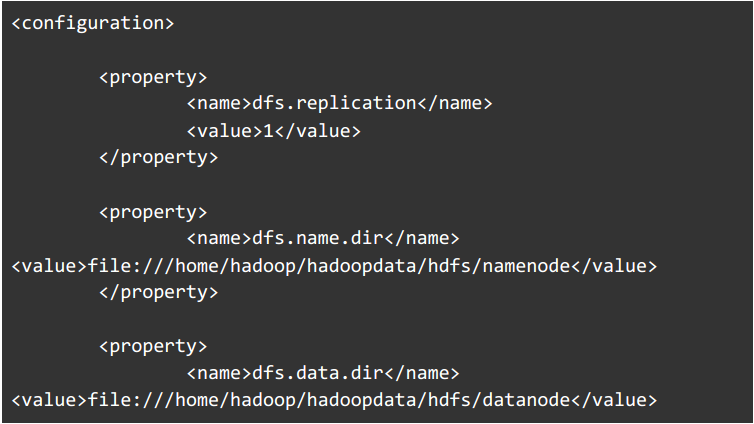 <configuration>
<property>
<name>dfs.replication</name>
<value>1</value>
</property>
<property>
<name>dfs.name.dir</name>
<value>file:///home/hadoop/hadoopdata/hdfs/namenode</value>
</property>
<property>
<name>dfs.data.dir</name>
<value>file:///home/hadoop/hadoopdata/hdfs/datanode</value>